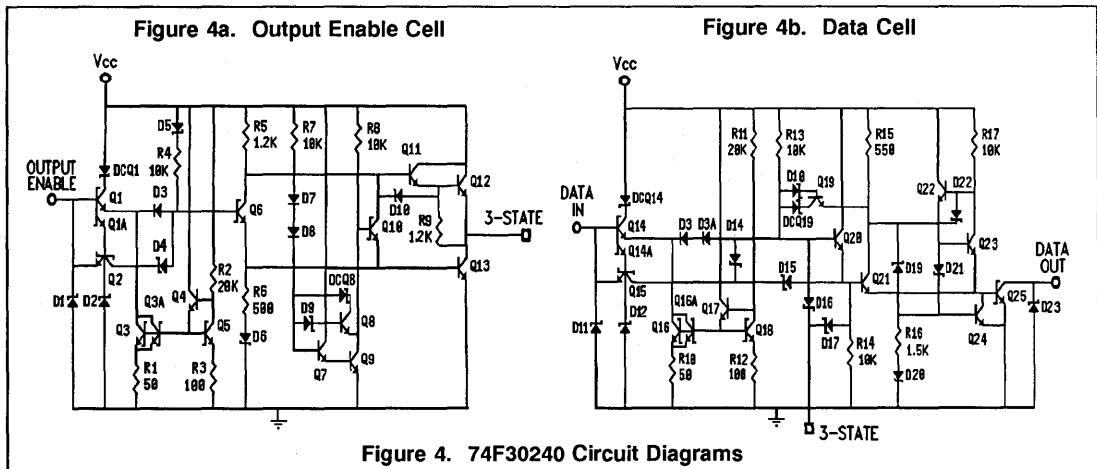 Figure 4a. Output Enable Cell
Figure 4b. Data Cell
Vcc
Vcc
D5
R4
10K
R5
1.2K
R7
10K
R8
10K
Q11
OUTPUT
ENABLE
DCQ1
Q1
Q1A
D3
Q6
D7
D8
D10
Q10
R9
1.2K
Q12
3-STATE
D4
Q2
R2
20K
Q13
D1
D2
Q3A
Q4
Q3
Q5
R6
500
D6
DCQ8
D9
Q8
Q7
Q9
R1
50
R3
100
R11
20K
R13
10K
R15
550
R17
10K
D18
Q19
DCQ19
Q22
D22
DATA
IN
DCQ14
Q14
Q14A
D3
D3A
D14
Q20
Q23
Q15
D15
Q21
D19
D21
DATA
OUT
Q25
D23
D11
D12
Q16A
Q16
Q17
Q18
D16
D17
R14
10K
R16
1.5K
Q24
D20
R10
50
R12
100
3-STATE
Figure 4. 74F30240 Circuit Diagrams